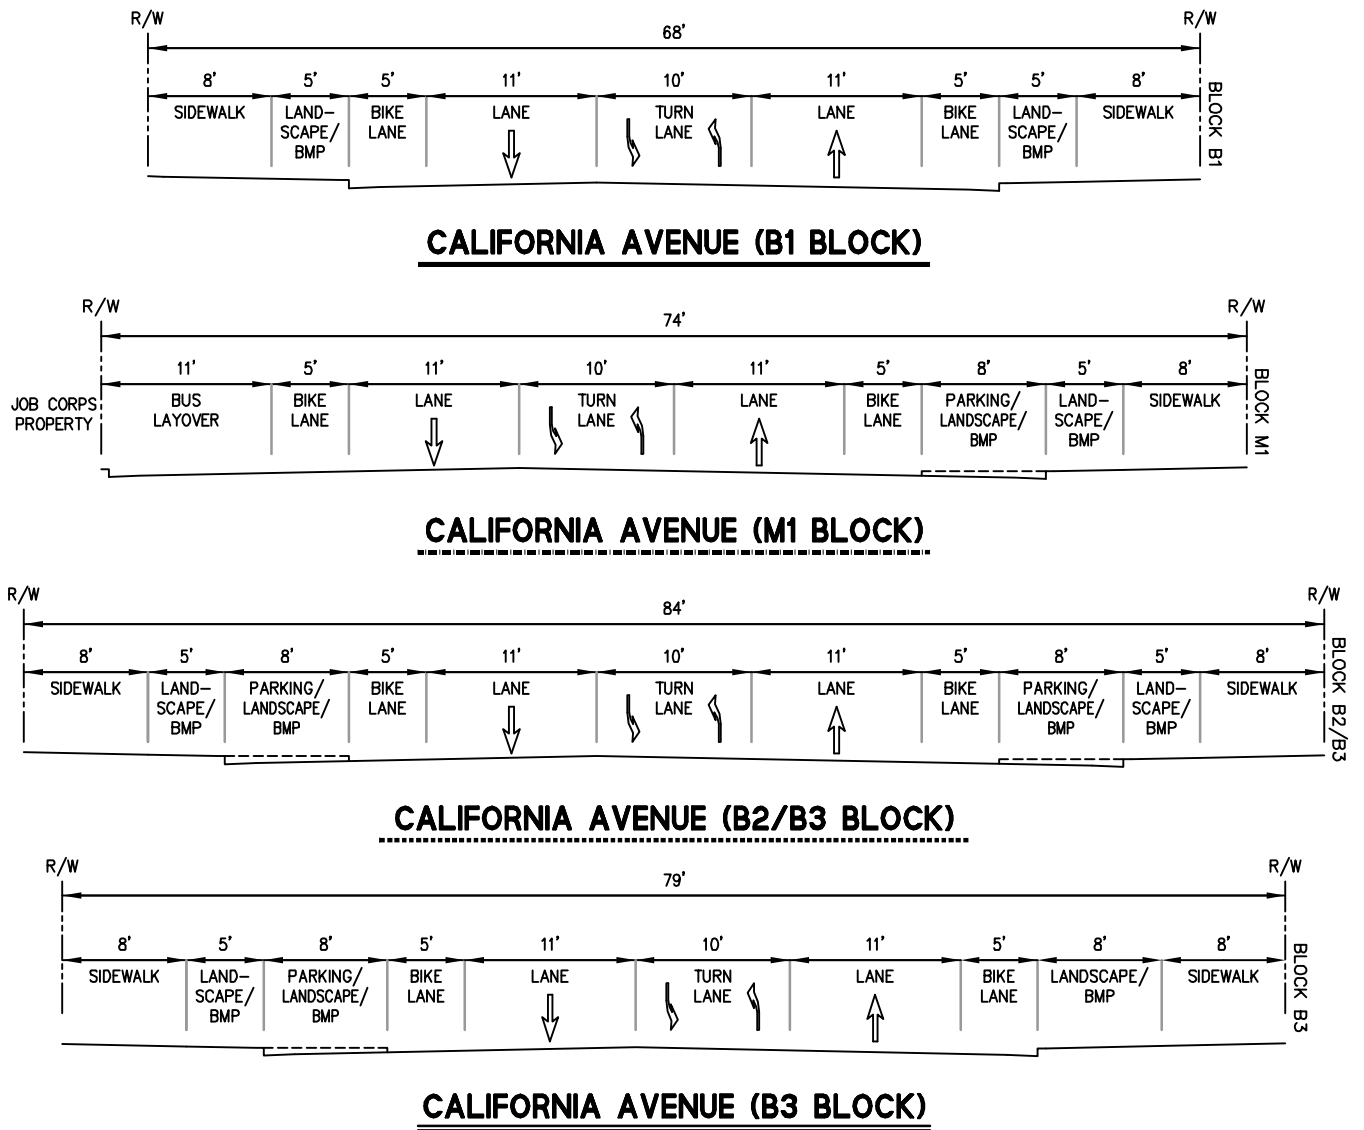 R/W R/W
68'
8' 5' 5' 11' 10' 11' 5' 5' 8'
SIDEWALK LAND- BIKE LANE TURN LANE BIKE LAND- SIDEWALK
SCAPE/ LANE LANE LANE SCAPE/
BMP BMP
BLOCK B1
CALIFORNIA AVENUE (B1 BLOCK)
R/W R/W
74'
11' 5' 11' 10' 11' 5' 8' 5' 8'
JOB CORPS BUS BIKE LANE TURN LANE BIKE PARKING/ LAND- SIDEWALK
PROPERTY LAYOVER LANE LANE LANE LANDSCAPE/ SCAPE/
BMP BMP
BLOCK M1
CALIFORNIA AVENUE (M1 BLOCK)
R/W R/W
84'
8' 5' 8' 5' 11' 10' 11' 5' 8' 5' 8'
SIDEWALK LAND- PARKING/ BIKE LANE TURN LANE BIKE PARKING/ LAND- SIDEWALK
SCAPE/ LANDSCAPE/ LANE LANE LANE LANDSCAPE/ SCAPE/
BMP BMP BMP BMP
BLOCK B2/B3
CALIFORNIA AVENUE (B2/B3 BLOCK)
R/W R/W
79'
8' 5' 8' 5' 11' 10' 11' 5' 8' 8'
SIDEWALK LAND- PARKING/ BIKE LANE TURN LANE BIKE LANDSCAPE/ SIDEWALK
SCAPE/ LANDSCAPE/ LANE LANE LANE BMP
BMP BMP
BLOCK B3
CALIFORNIA AVENUE (B3 BLOCK)